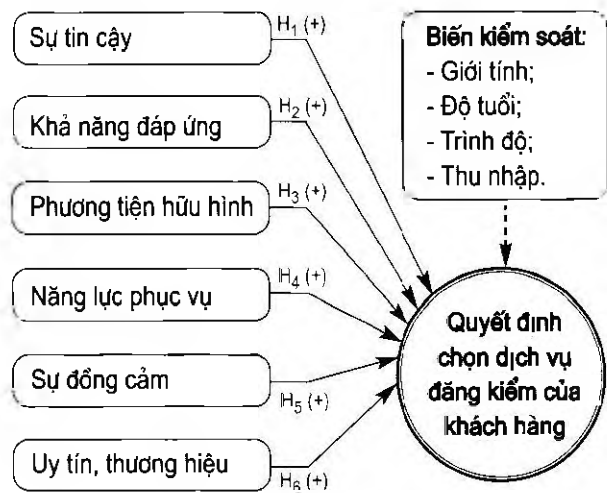 Sự tin cậy
H1 (+)
Khả năng đáp ứng
H2 (+)
Phương tiện hữu hình
H3 (+)
Năng lực phục vụ
H4 (+)
Sự đồng cảm
H5 (+)
Uy tín, thương hiệu
H6 (+)
Biến kiểm soát:
- Giới tính;
- Độ tuổi;
- Trình độ;
- Thu nhập.
Quyết định
chọn dịch vụ
đăng kiểm của
khách hàng